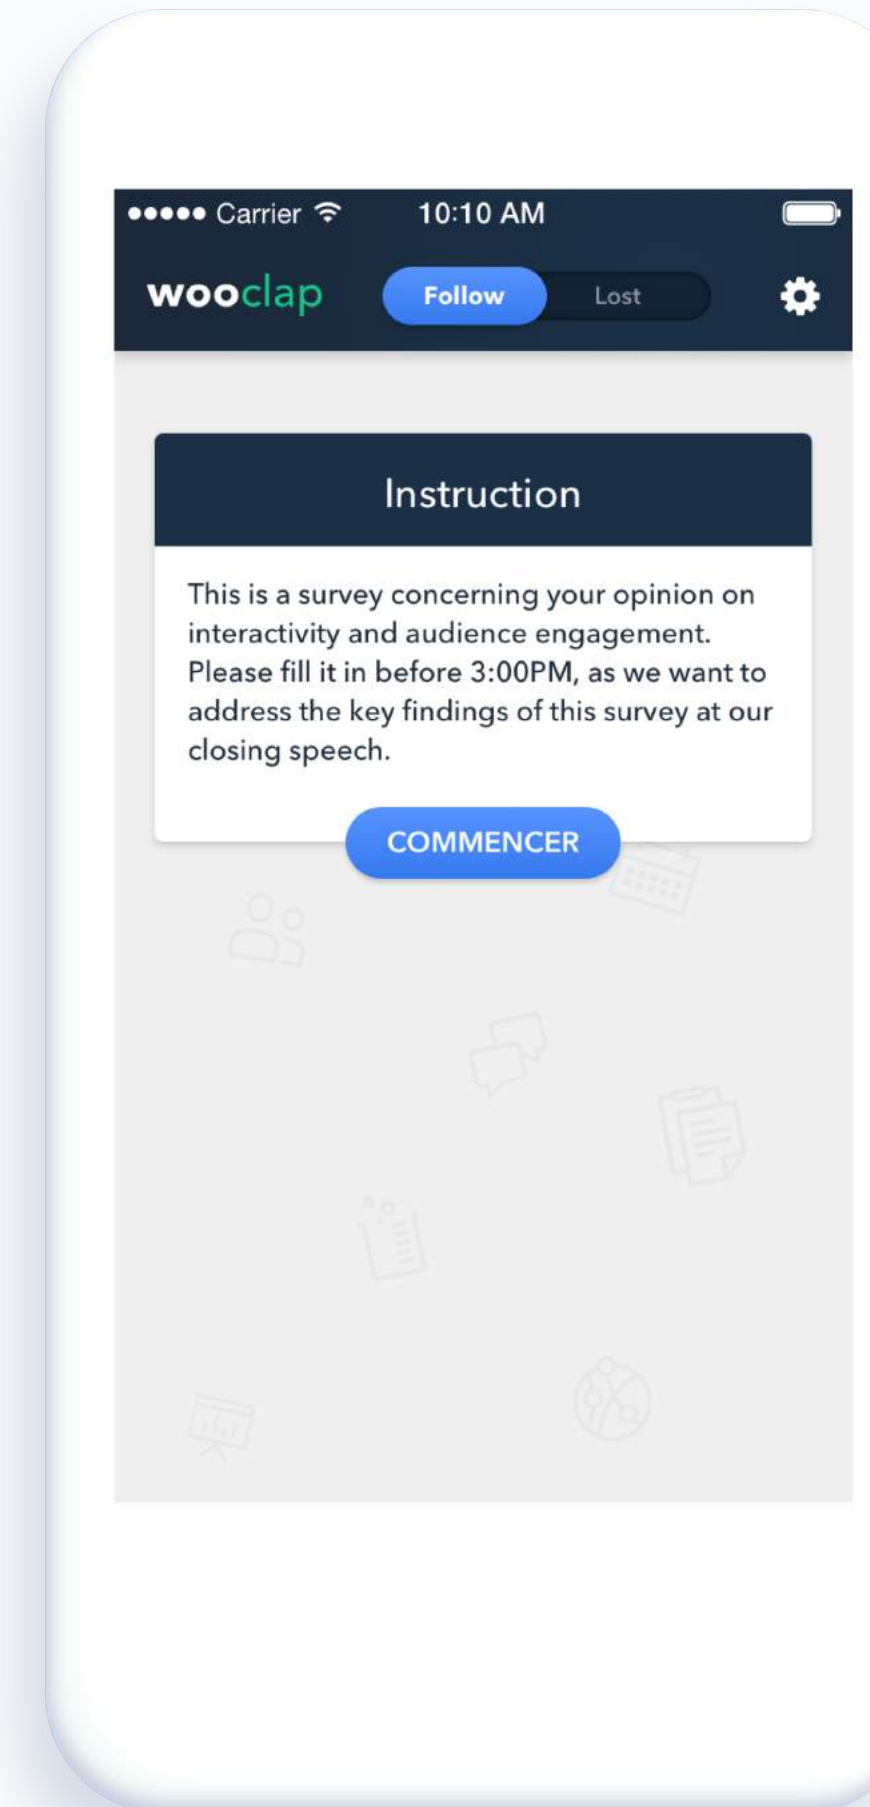 Carrier 10:10 AM
wooclap Follow Lost
Instruction
This is a survey concerning your opinion on
interactivity and audience engagement.
Please fill it in before 3:00PM, as we want to
address the key findings of this survey at our
closing speech.
COMMENCER